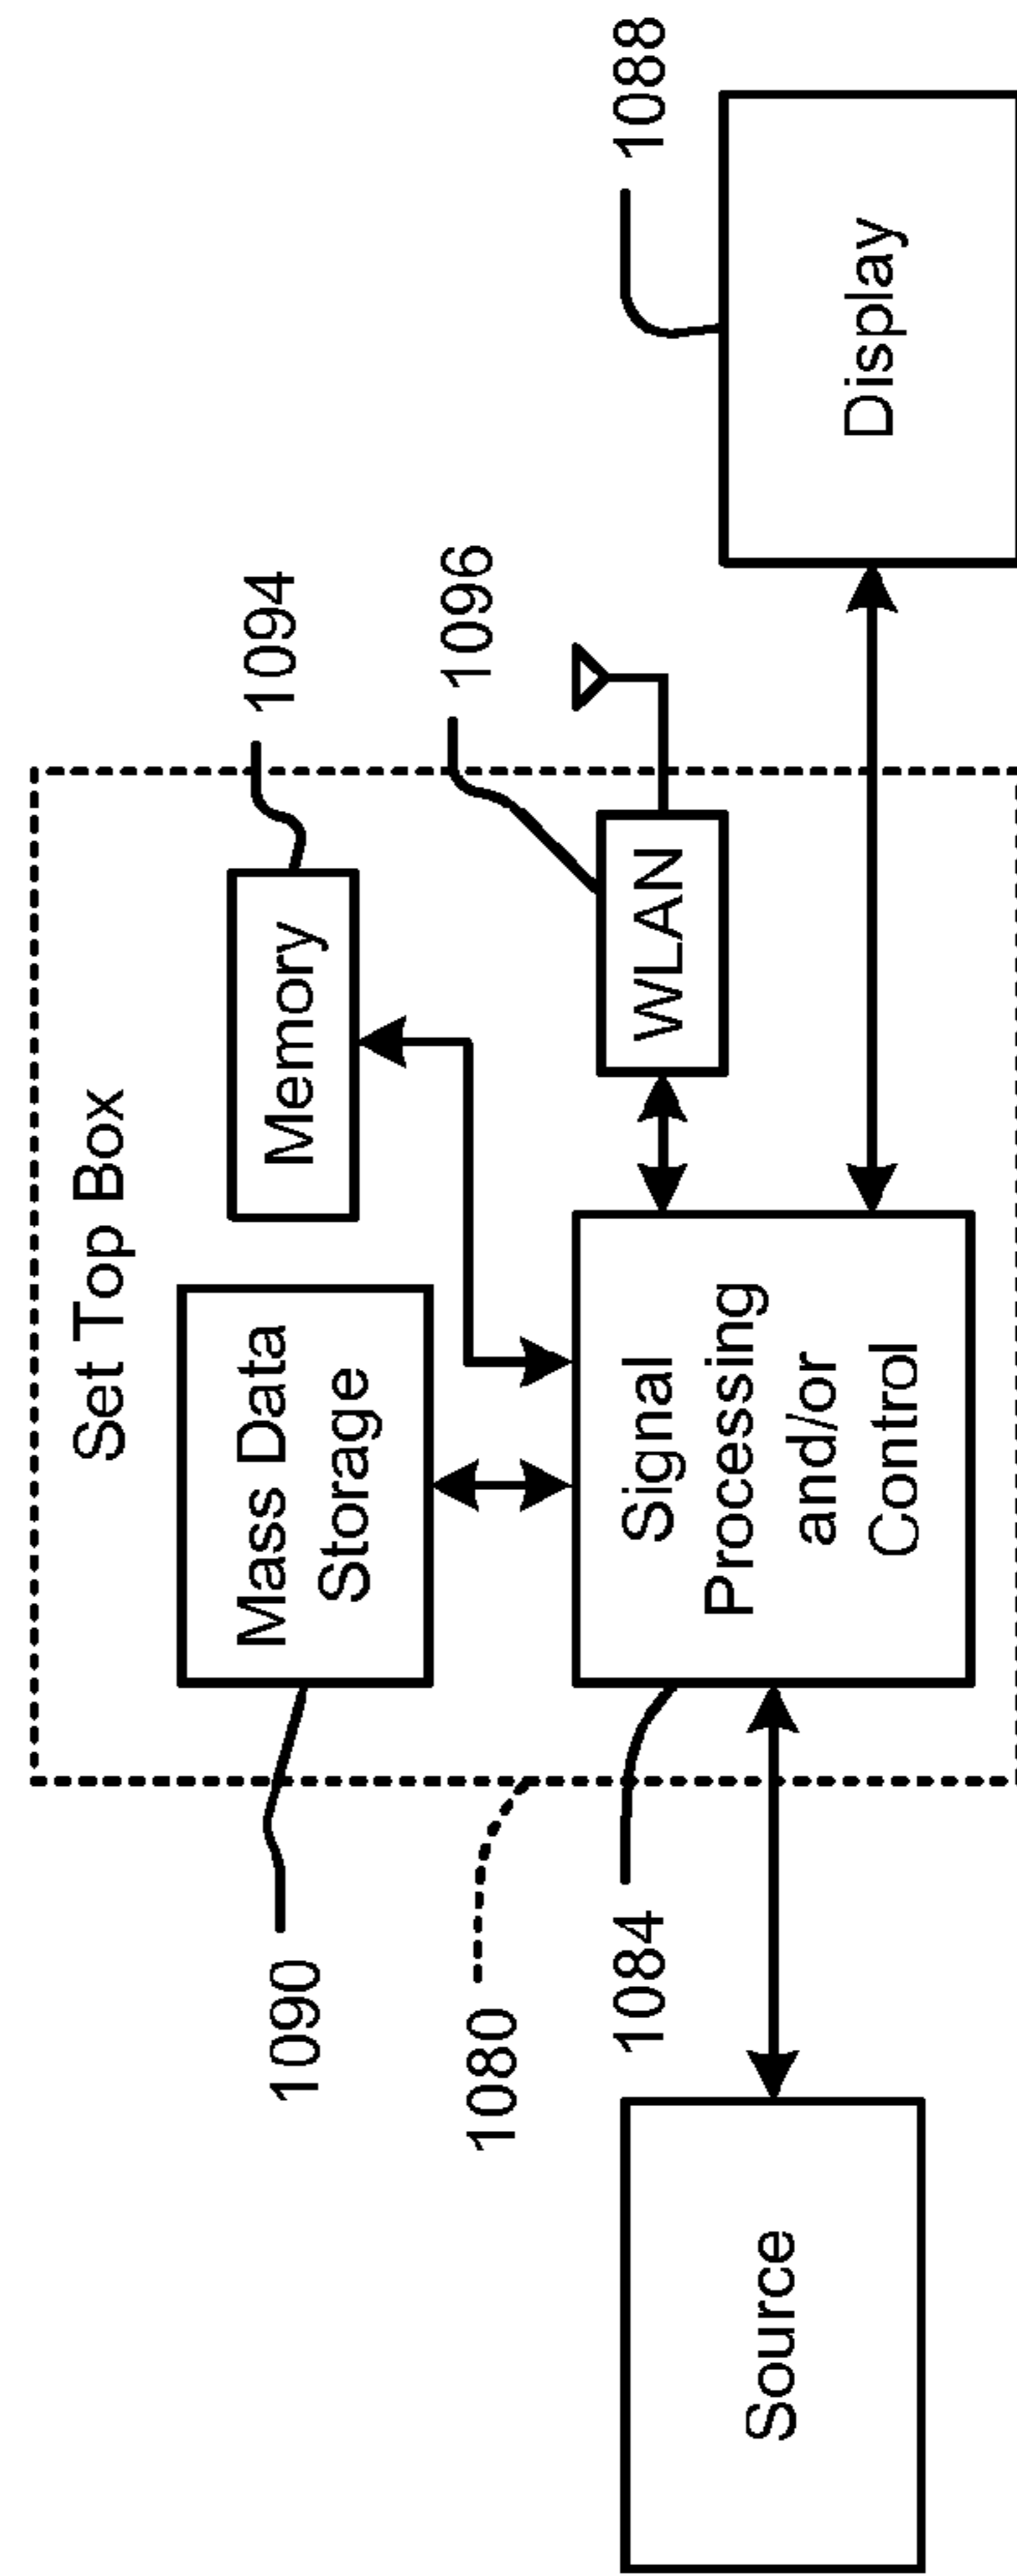 Set Top Box
1090
Mass Data
Storage
Memory
1094
1080
1096
1084
Signal
Processing
and/or
Control
WLAN
1088
Source
Display